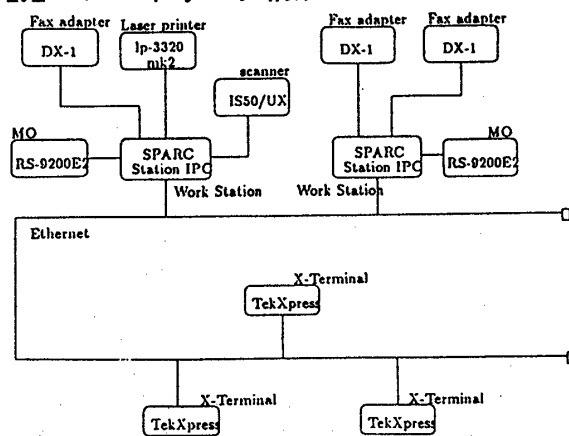 Fax adapter
DX-1
Laser printer
lp-3320
mk2
scanner
IS50/UX
Fax adapter
DX-1
Fax adapter
DX-1
MO
RS-9200E2
SPARC
Station IPC
Work Station
SPARC
Station IPC
Work Station
MO
RS-9200E2
Ethernet
X-Terminal
TekXpress
X-Terminal
TekXpress
X-Terminal
TekXpress